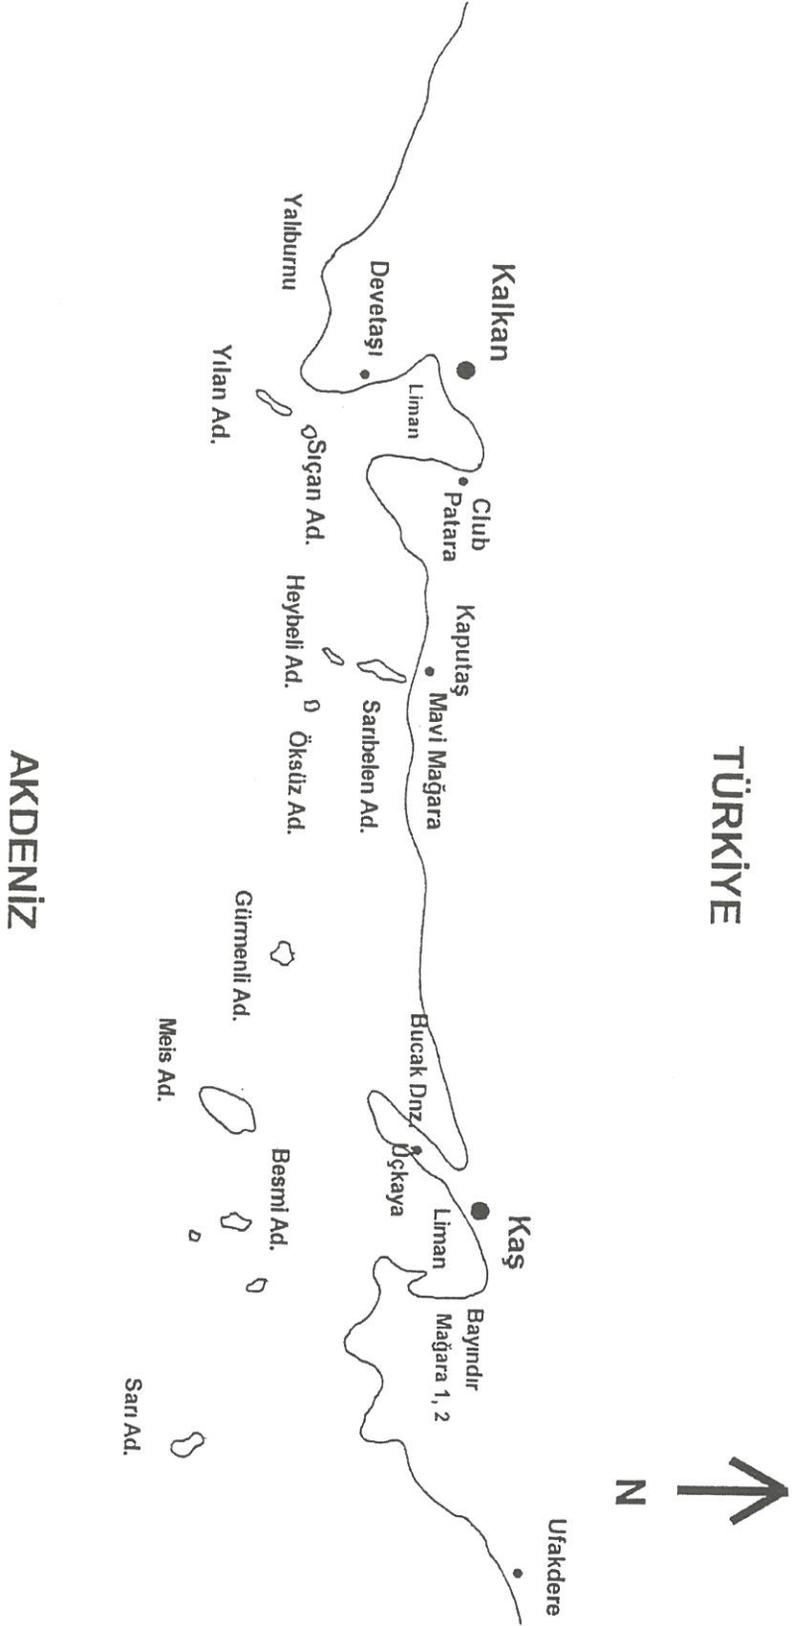 TÜRKİYE
N
Ufakdere
Kaş
Kalkan
Club
Patara
Kaputaş
Mavi Mağara
Bayındır
Mağara 1, 2
Liman
Bucak Dnz.
Üçkaya
Liman
Devetaşı
Sarıbelen Ad.
Sıçan Ad.
Yalıburnu
Heybeli Ad.
Öksüz Ad.
Besmi Ad.
Gürmenli Ad.
Yılan Ad.
Meis Ad.
Sarı Ad.
AKDENİZ